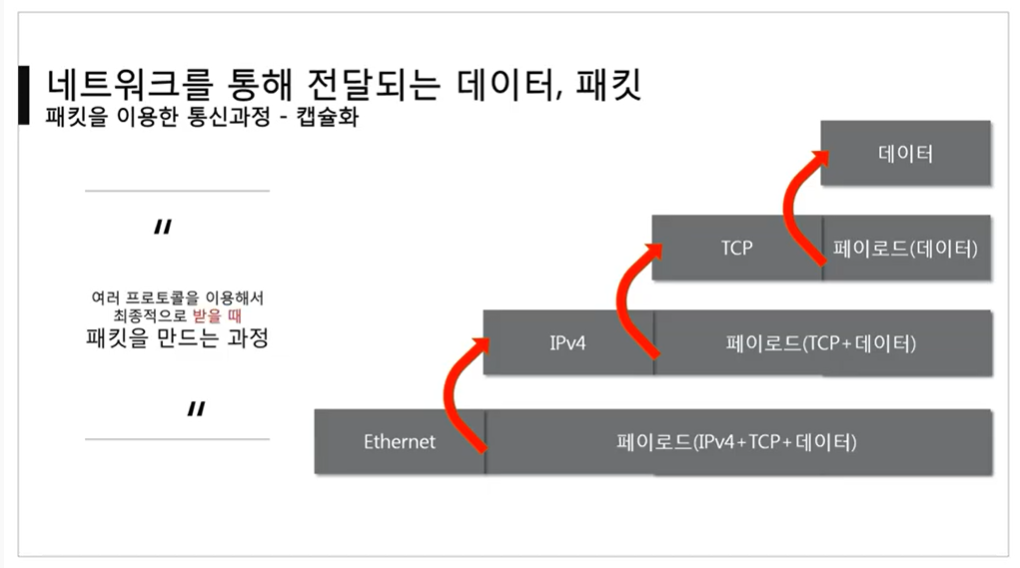 네트워크를 통해 전달되는 데이터, 패킷
패킷을 이용한 통신과정 - 캡슐화
“
여러 프로토콜을 이용해서
최종적으로 받을 때
패킷을 만드는 과정
“
데이터
TCP
페이로드(데이터)
IPv4
페이로드(TCP+데이터)
Ethernet
페이로드(IPv4+TCP+데이터)